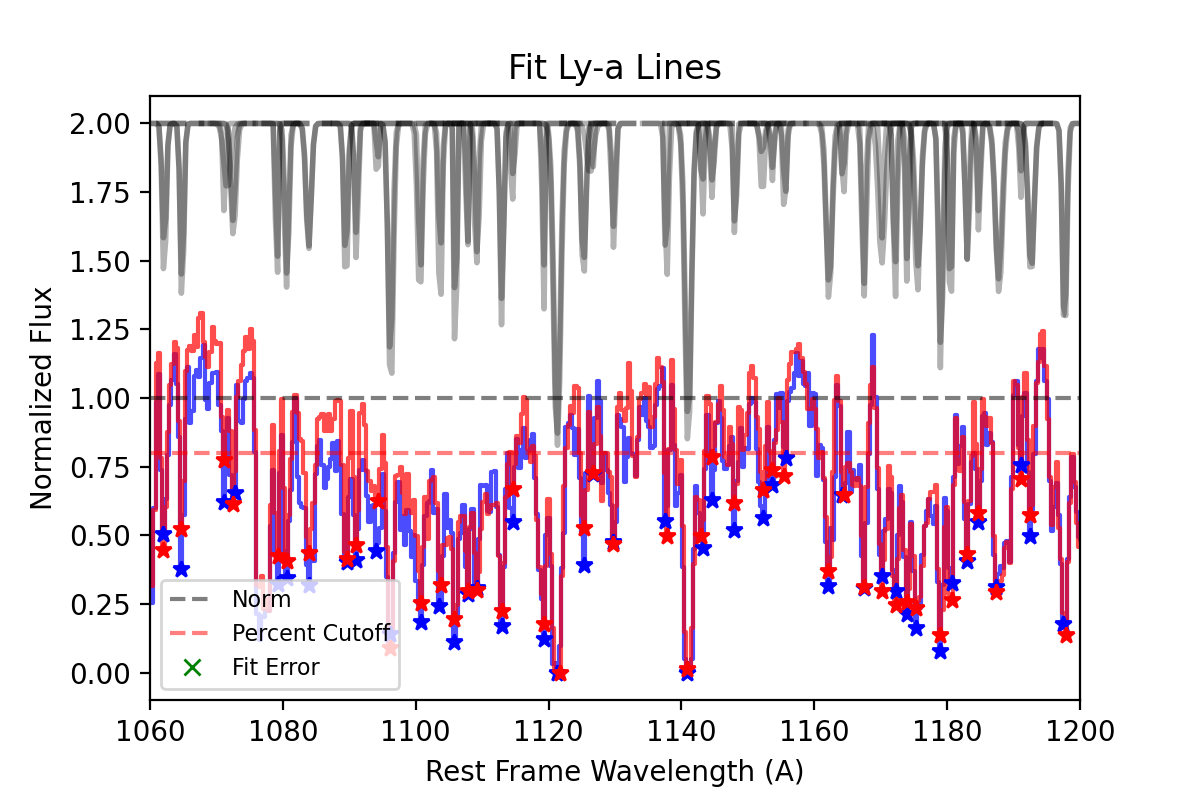 Fit Ly-a Lines
Normalized Flux
2.00
1.75
1.50
1.25
1.00
0.75
0.50
0.25
0.00
Norm
Percent Cutoff
Fit Error
1060 1080 1100 1120 1140 1160 1180 1200
Rest Frame Wavelength (A)